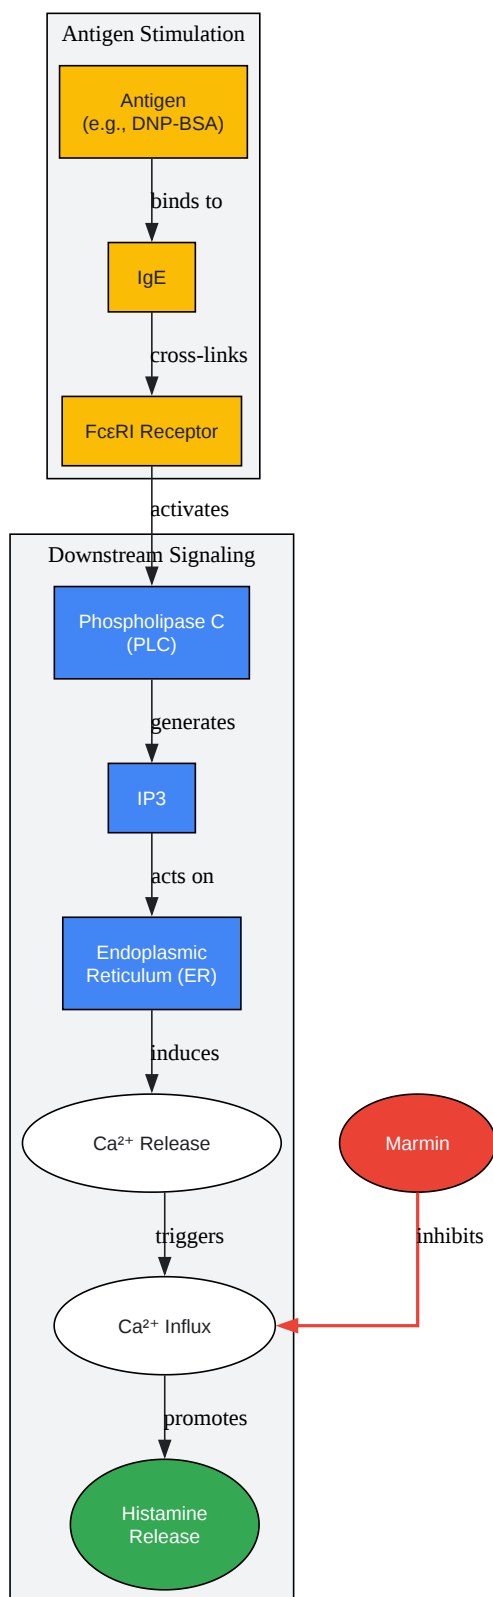 Antigen Stimulation
Antigen
(e.g., DNP-BSA)
binds to
IgE
cross-links
FcεRI Receptor
activates
Downstream Signaling
Phospholipase C
(PLC)
generates
IP3
acts on
Endoplasmic
Reticulum (ER)
induces
Ca²⁺ Release
Marmin
triggers
inhibits
Ca²⁺ Influx
promotes
Histamine
Release